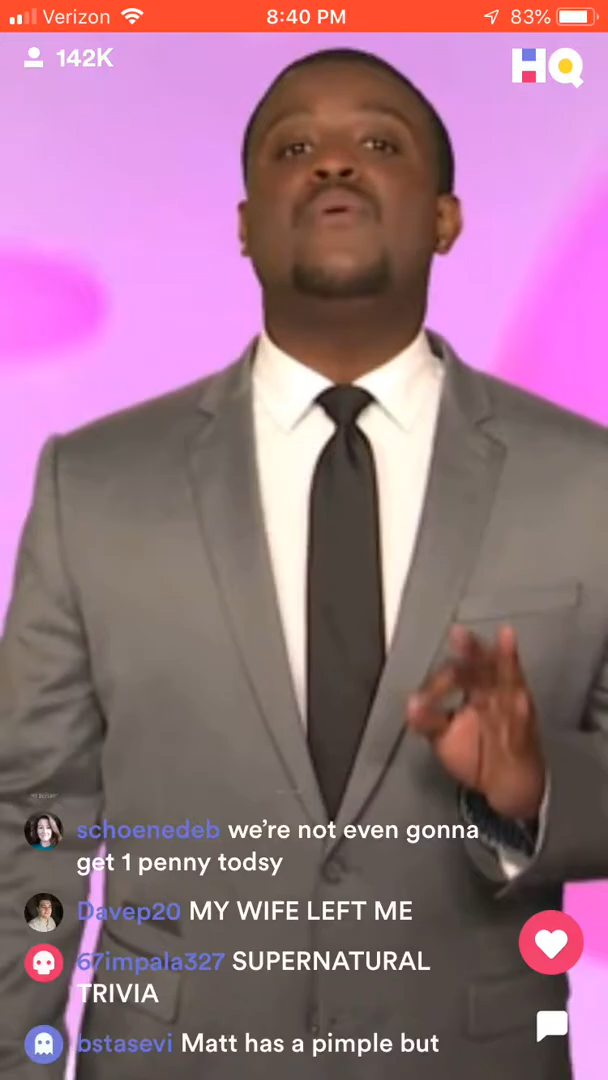 Verizon 8:40 PM 83%
142K HQ
schoenedeb we're not even gonna
get 1 penny todsy
Davep20 MY WIFE LEFT ME
67impala327 SUPERNATURAL
TRIVIA
bstasevi Matt has a pimple but